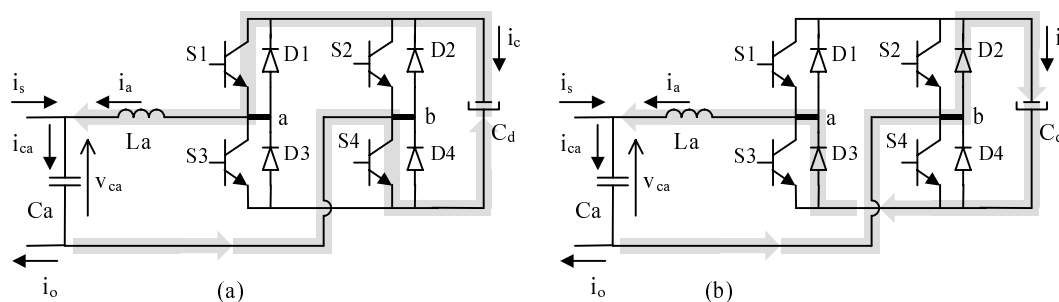 S1 D1 S2 D2 i_c
i_s i_a
a b C_d
La
i_ca S3 D3 S4 D4
v_ca
Ca
i_o (a)
S1 D1 S2 D2 i
i_s i_a
a b
La
i_ca S3 D3 S4 D4
v_ca
Ca
i_o (b)